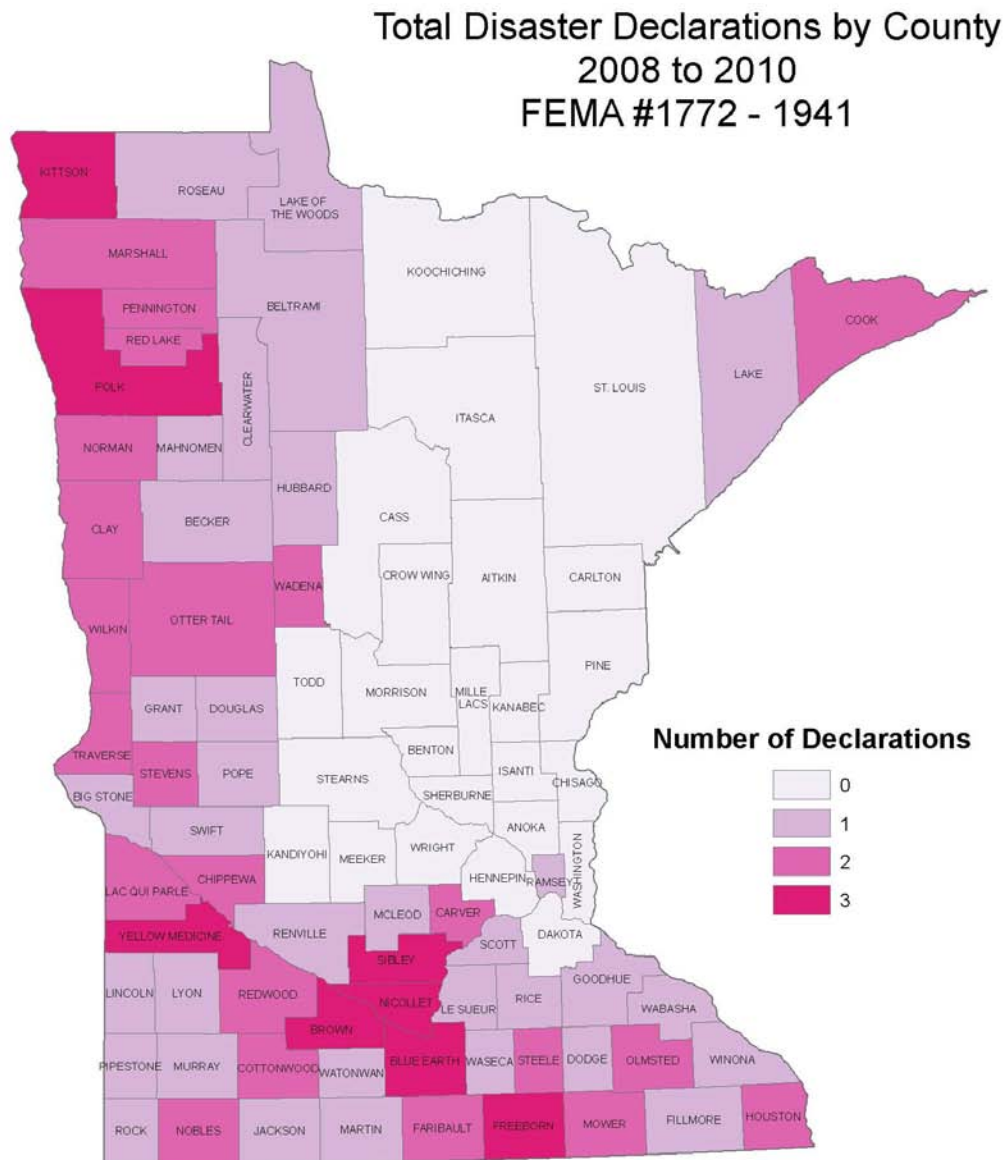 Total Disaster Declarations by County
2008 to 2010
FEMA #1772 - 1941
KITTSON
ROSEAU
LAKE OF
THE WOODS
MARSHALL
KOOCHICHING
PENNINGTON
BELTRAMI
RED LAKE
COOK
POLK
CLEARWATER
ITASCA
ST. LOUIS
LAKE
NORMAN
MAHNOMEN
HUBBARD
CLAY
BECKER
CASS
WADENA
CROW WING
AITKIN
CARLTON
WILKIN
OTTER TAIL
TODD
MORRISON
MILLE
LACS
KANABEC
PINE
GRANT
DOUGLAS
TRAVERSE
STEVENS
POPE
STEARNS
BENTON
ISANTI
CHISAGO
BIG STONE
SHERBURNE
SWIFT
KANDIYOHI
MEEKER
WRIGHT
ANOKA
WASHINGTON
HENNEPIN
RAMSEY
LAC QUI PARLE
CHIPPEWA
MCLEOD
CARVER
YELLOW MEDICINE
RENVILLE
SCOTT
DAKOTA
SIBLEY
LINCOLN
LYON
REDWOOD
NICOLLET
LE SUEUR
RICE
GOODHUE
WABASHA
BROWN
PIPESTONE
MURRAY
COTTONWOOD
WATONWAN
BLUE EARTH
WASECA
STEELE
DODGE
OLMSTED
WINONA
ROCK
NOBLES
JACKSON
MARTIN
FARIBAULT
FREEBORN
MOWER
FILLMORE
HOUSTON
Number of Declarations
0
1
2
3